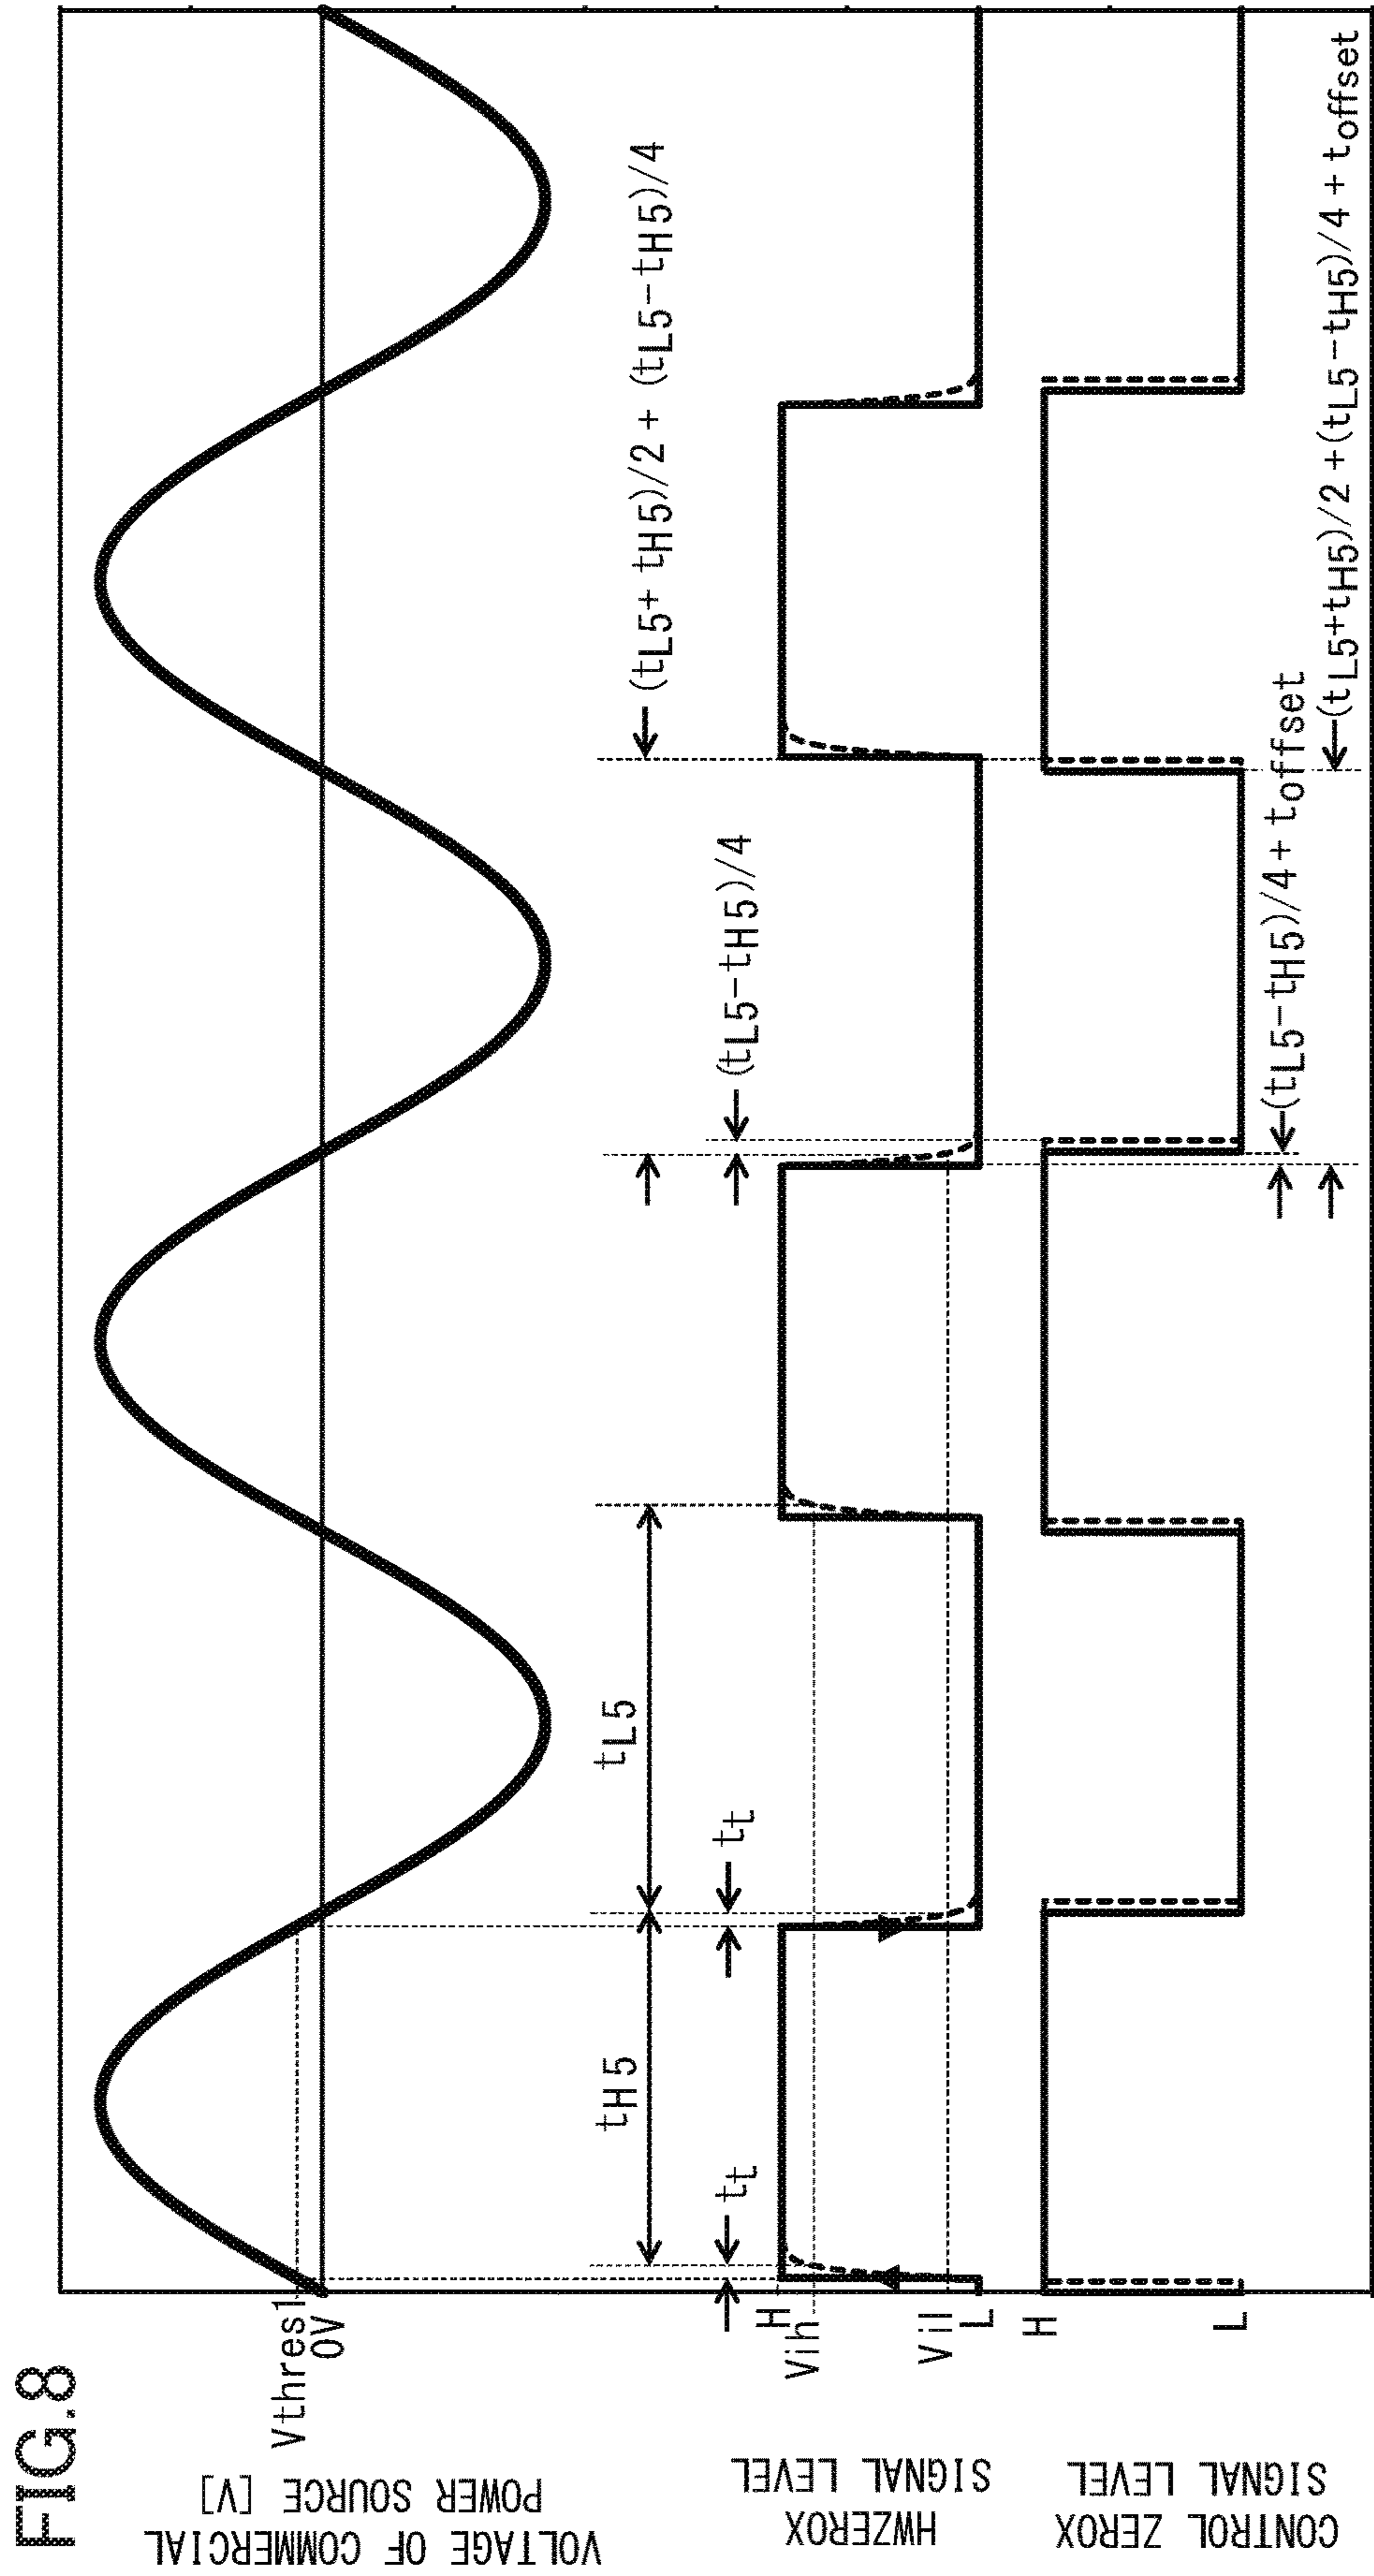 FIG.8
VOLTAGE OF COMMERCIAL
POWER SOURCE [V]
Vthres1
0V
tH5
tL5
(tL5+ tH5)/2 + (tL5-tH5)/4
tt
tt
(tL5-tH5)/4
HWZEROX
SIGNAL LEVEL
H
Vih
Vil
L
CONTROL ZEROX
SIGNAL LEVEL
H
L
(tL5-tH5)/4 + toffset
(tL5+tH5)/2 +(tL5-tH5)/4 + toffset